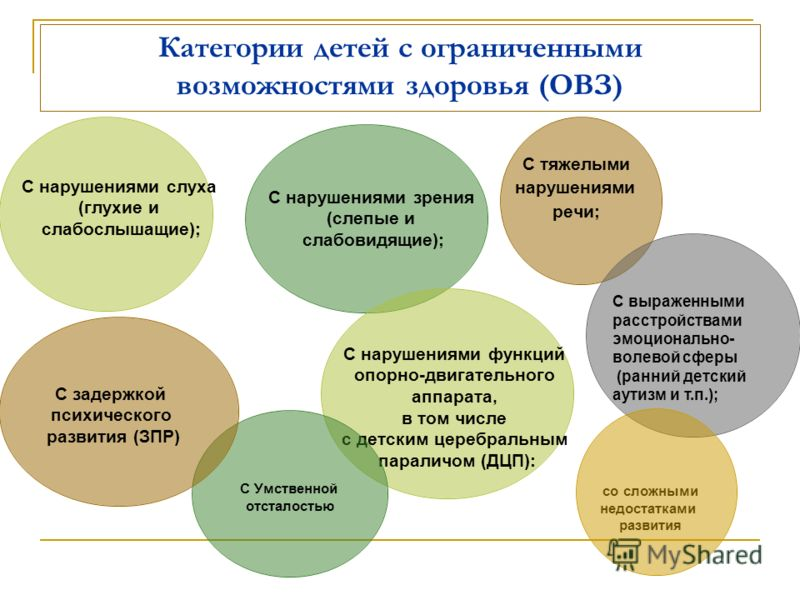 Категории детей с ограниченными
возможностями здоровья (ОВЗ)
С нарушениями слуха
(глухие и
слабослышащие);
С нарушениями зрения
(слепые и
слабовидящие);
С тяжелыми
нарушениями
речи;
С выраженными
расстройствами
эмоционально-
волевой сферы
(ранний детский
аутизм и т.п.);
С задержкой
психического
развития (ЗПР)
С нарушениями функций
опорно-двигательного
аппарата,
в том числе
с детским церебральным
параличом (ДЦП):
С Умственной
отсталостью
со сложными
недостатками
развития
MyShared